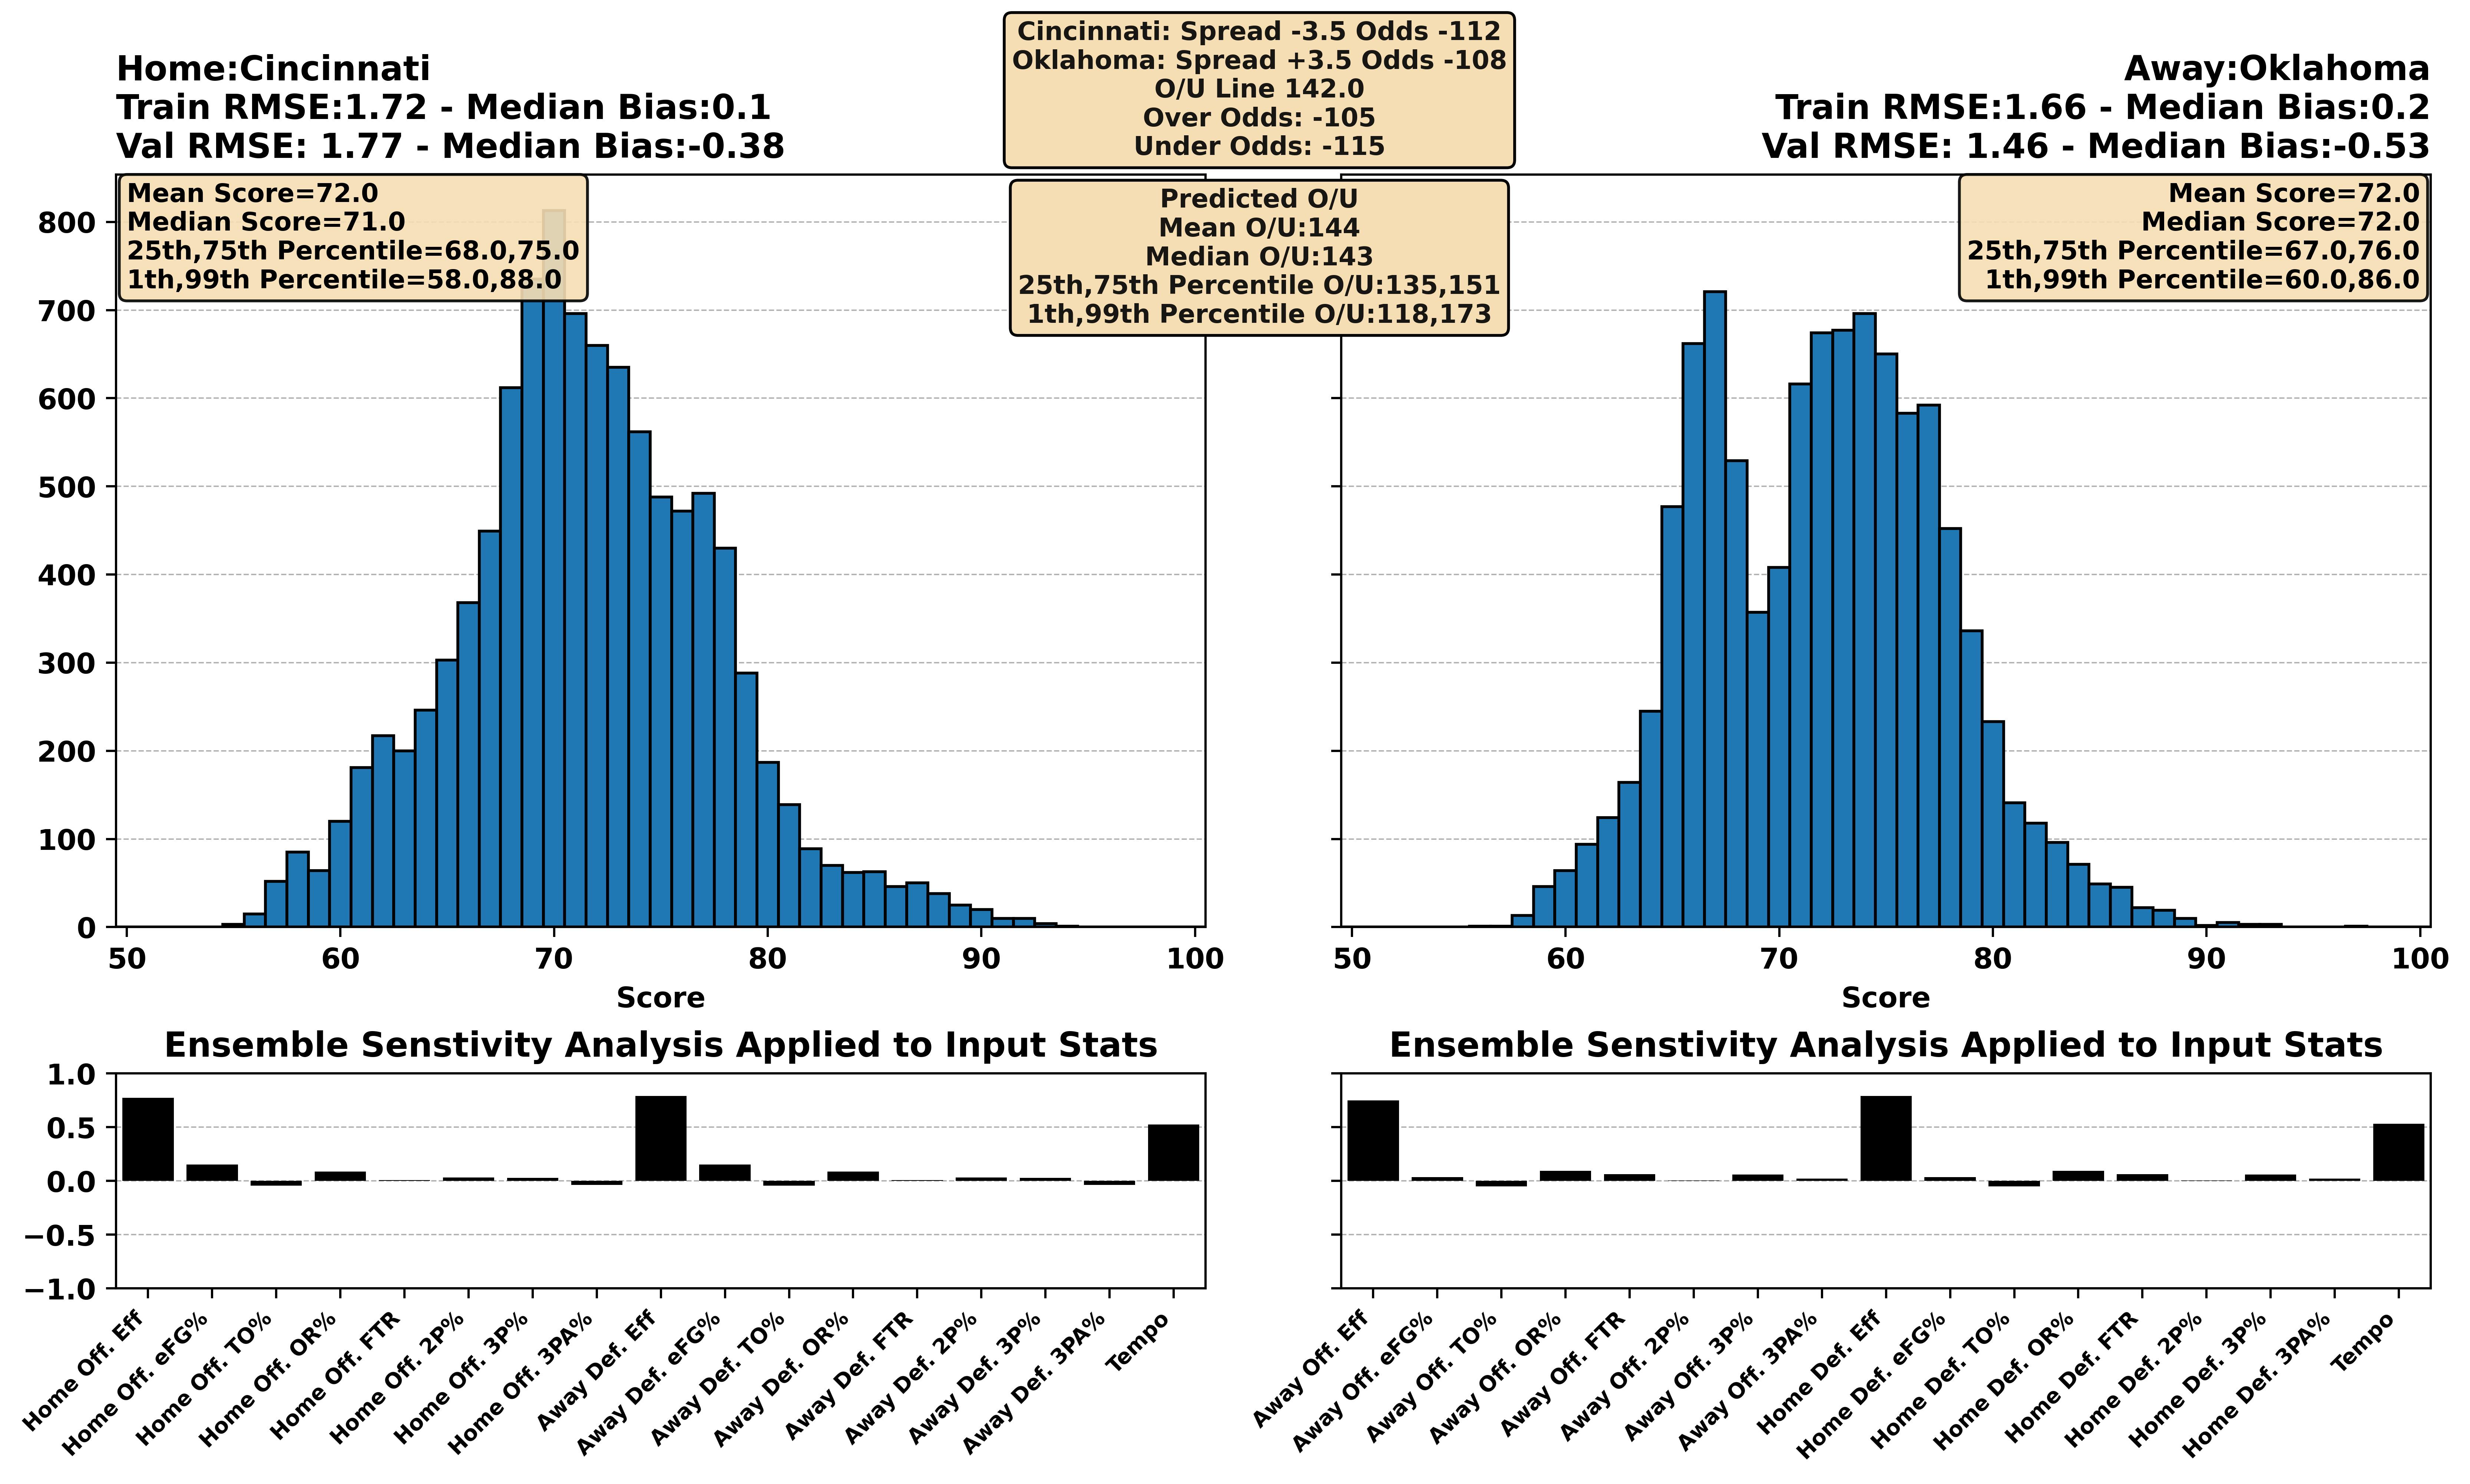 Cincinnati: Spread -3.5 Odds -112
Oklahoma: Spread +3.5 Odds -108
O/U Line 142.0
Over Odds: -105
Under Odds: -115
Home:Cincinnati
Train RMSE:1.72 - Median Bias:0.1
Val RMSE: 1.77 - Median Bias:-0.38
Away:Oklahoma
Train RMSE:1.66 - Median Bias:0.2
Val RMSE: 1.46 - Median Bias:-0.53
Mean Score=72.0
Median Score=71.0
25th,75th Percentile=68.0,75.0
1th,99th Percentile=58.0,88.0
Predicted O/U
Mean O/U:144
Median O/U:143
25th,75th Percentile O/U:135,151
1th,99th Percentile O/U:118,173
Mean Score=72.0
Median Score=72.0
25th,75th Percentile=67.0,76.0
1th,99th Percentile=60.0,86.0
800
700
600
500
400
300
200
100
0
50 60 70 80 90 100
Score
50 60 70 80 90 100
Score
Ensemble Senstivity Analysis Applied to Input Stats
Ensemble Senstivity Analysis Applied to Input Stats
1.0
0.5
0.0
−0.5
−1.0
Home Off. Eff
Home Off. eFG%
Home Off. TO%
Home Off. OR%
Home Off. FTR
Home Off. 2P%
Home Off. 3P%
Home Off. 3PA%
Away Def. Eff
Away Def. eFG%
Away Def. TO%
Away Def. OR%
Away Def. FTR
Away Def. 2P%
Away Def. 3P%
Away Def. 3PA%
Tempo
Away Off. Eff
Away Off. eFG%
Away Off. TO%
Away Off. OR%
Away Off. FTR
Away Off. 2P%
Away Off. 3P%
Away Off. 3PA%
Home Def. Eff
Home Def. eFG%
Home Def. TO%
Home Def. OR%
Home Def. FTR
Home Def. 2P%
Home Def. 3P%
Home Def. 3PA%
Tempo